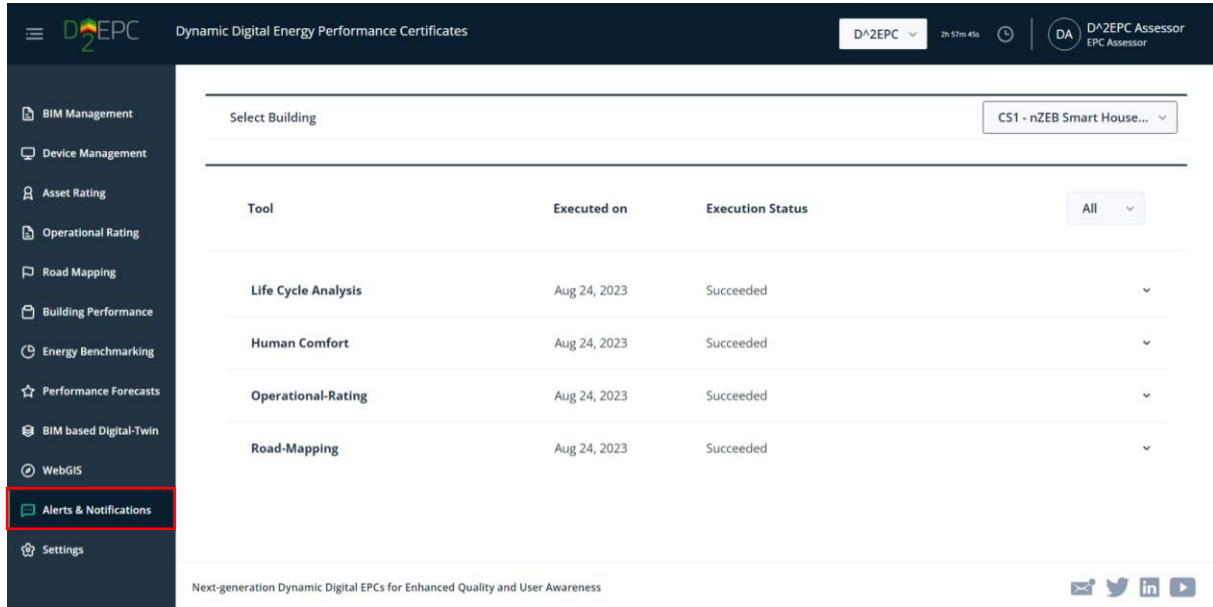 D2EPC
Dynamic Digital Energy Performance Certificates
D^2EPC
2h 57m 45s
DA
D^2EPC Assessor
EPC Assessor
BIM Management
Device Management
Asset Rating
Operational Rating
Road Mapping
Building Performance
Energy Benchmarking
Performance Forecasts
BIM based Digital-Twin
WebGIS
Alerts & Notifications
Settings
Select Building
CS1 - nZEB Smart House...
Tool Executed on Execution Status All
Life Cycle Analysis Aug 24, 2023 Succeeded
Human Comfort Aug 24, 2023 Succeeded
Operational-Rating Aug 24, 2023 Succeeded
Road-Mapping Aug 24, 2023 Succeeded
Next-generation Dynamic Digital EPCs for Enhanced Quality and User Awareness
in